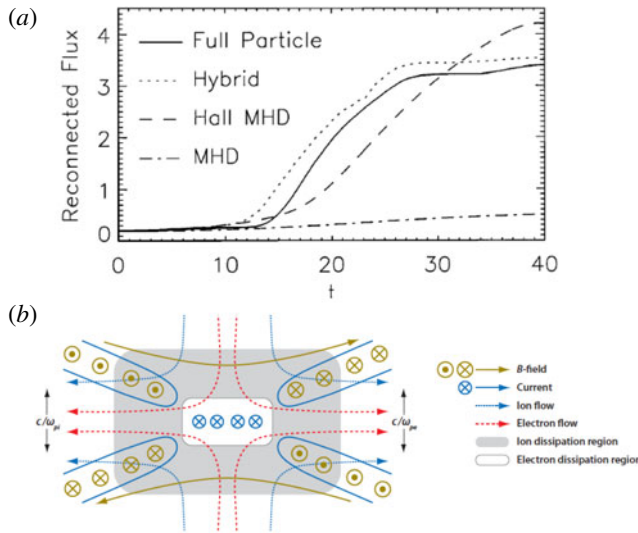 (a)
Reconnected Flux
4
3
2
1
0
Full Particle
Hybrid
Hall MHD
MHD
0
10
20
30
40
t
(b)
c/ω_pi
c/ω_pe
B-field
Current
Ion flow
Electron flow
Ion dissipation region
Electron dissipation region